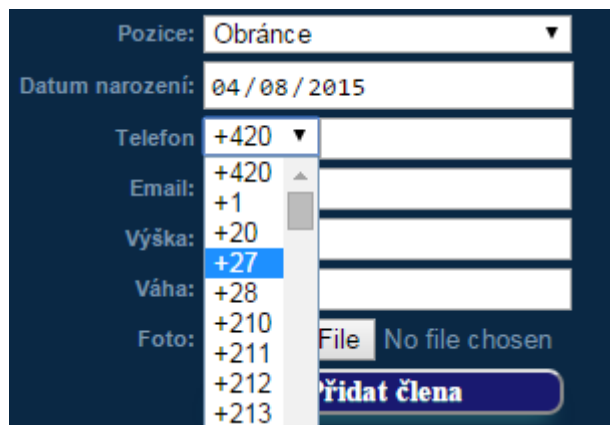 Pozice: Obránce
Datum narození: 04/08/2015
Telefon +420
+420
Email:
+1
Výška: +20
+27
Váha: +28
+210
Foto: File No file chosen
+211
+212
Přidat člena
+213